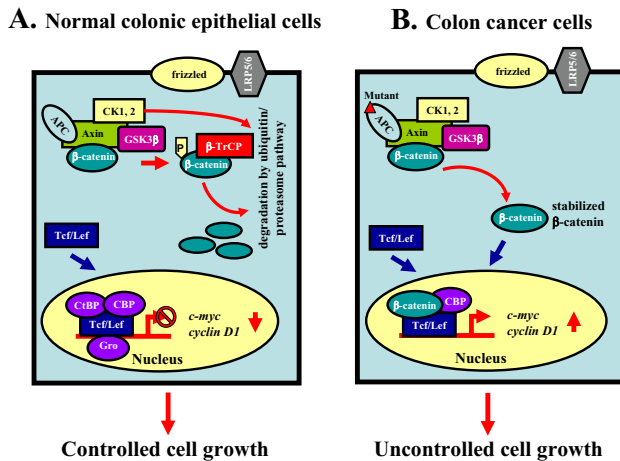 A. Normal colonic epithelial cells
frizzled
LRP5/6
CK1, 2
APC
Axin
GSK3β
β-catenin
P
β-TrCP
β-catenin
degradation by ubiquitin/
proteasome pathway
Tcf/Lef
CtBP
CBP
Tcf/Lef
Gro
c-myc
cyclin D1
Nucleus
Controlled cell growth
B. Colon cancer cells
frizzled
LRP5/6
Mutant
CK1, 2
APC
Axin
GSK3β
β-catenin
β-catenin
stabilized
β-catenin
Tcf/Lef
β-catenin
CBP
Tcf/Lef
c-myc
cyclin D1
Nucleus
Uncontrolled cell growth